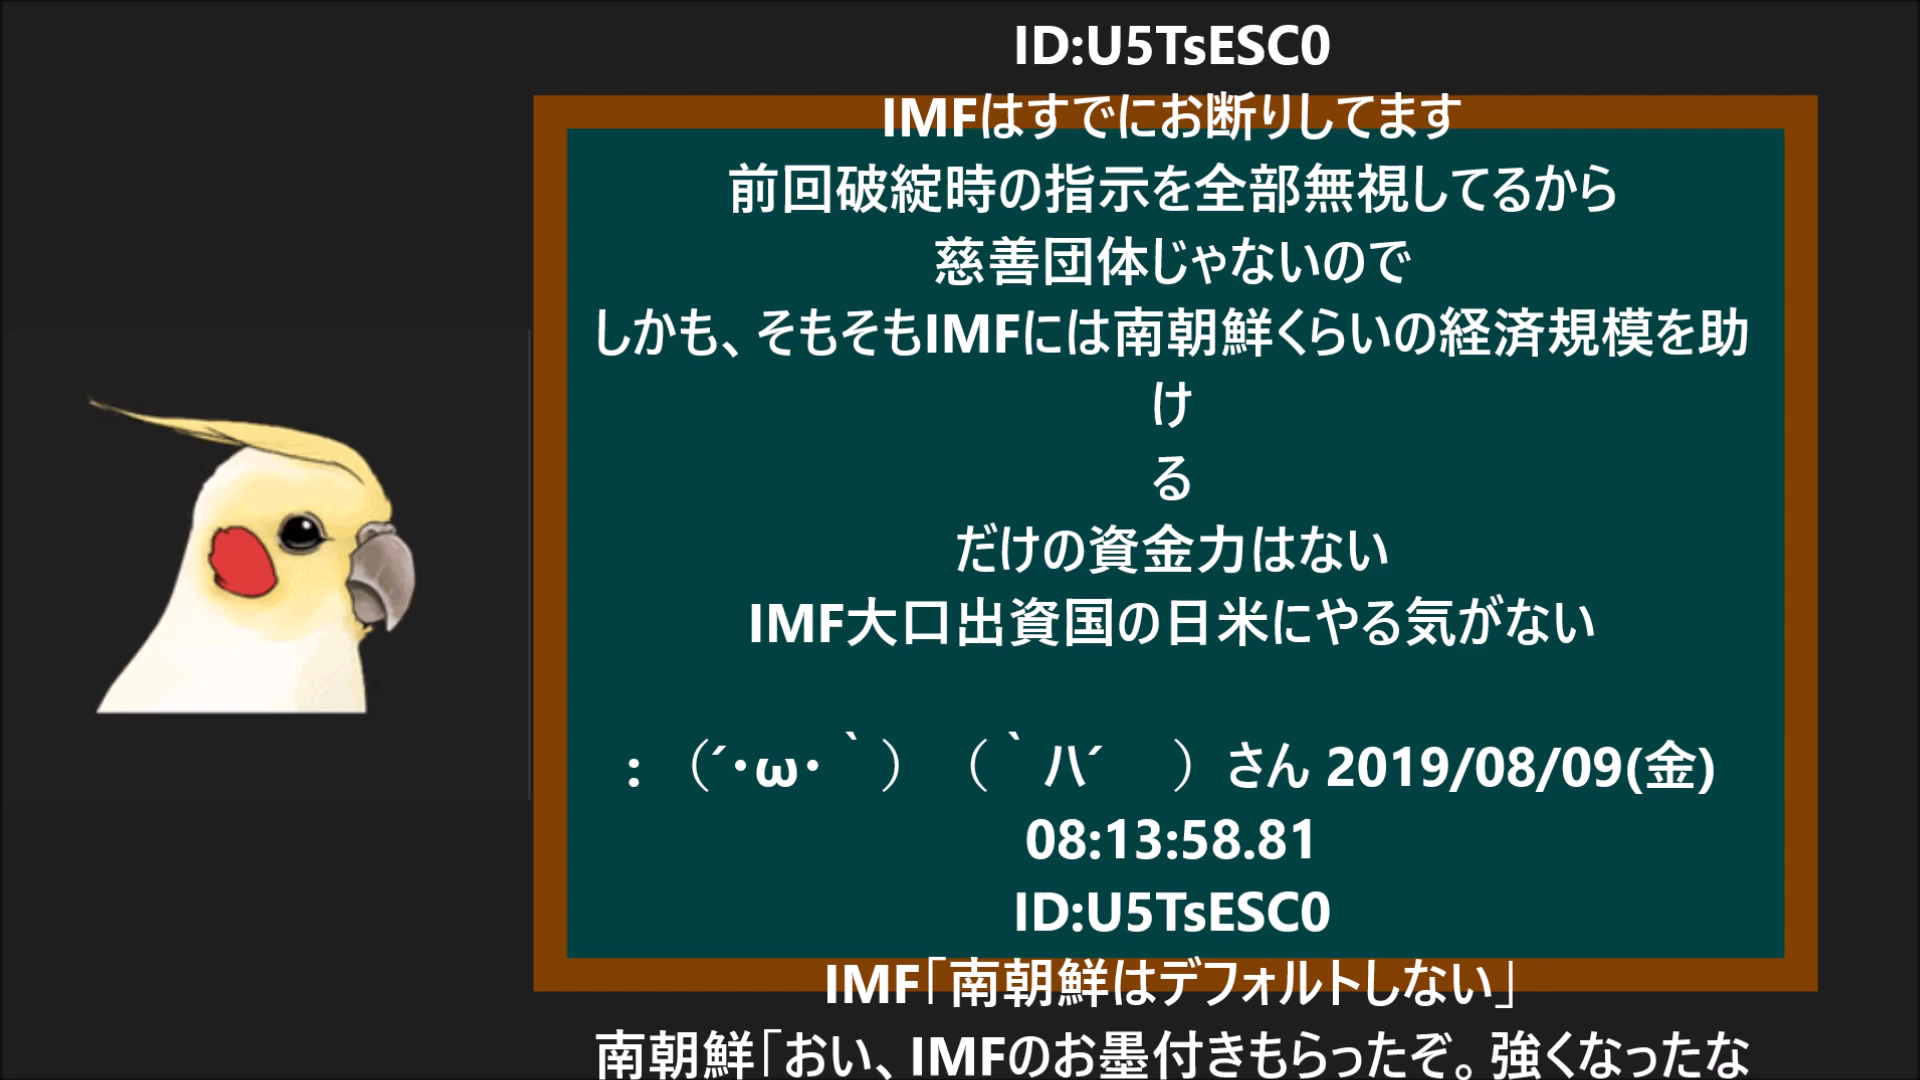 ID:U5TsESC0
IMFはすでにお断りしてます
前回破綻時の指示を全部無視してるから
慈善団体じゃないので
しかも、そもそもIMFには南朝鮮くらいの経済規模を助
け
る
だけの資金力はない
IMF大口出資国の日米にやる気がない
: （´･ω･｀）（｀ハ´　）さん 2019/08/09(金)
08:13:58.81
ID:U5TsESC0
IMF「南朝鮮はデフォルトしない」
南朝鮮「おい、IMFのお墨付きもらったぞ。強くなったな